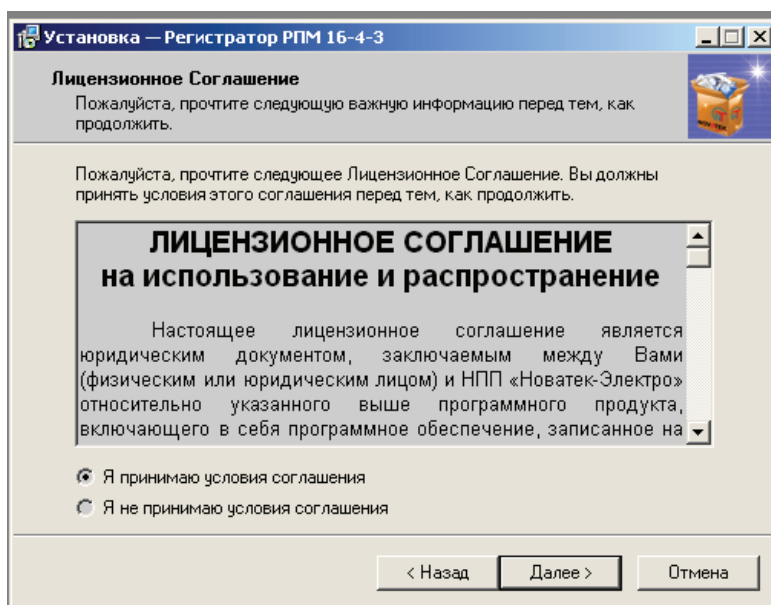 Установка — Регистратор РПМ 16-4-3
Лицензионное Соглашение
Пожалуйста, прочтите следующую важную информацию перед тем, как
продолжить.
Пожалуйста, прочтите следующее Лицензионное Соглашение. Вы должны
принять условия этого соглашения перед тем, как продолжить.
ЛИЦЕНЗИОННОЕ СОГЛАШЕНИЕ
на использование и распространение
Настоящее лицензионное соглашение является
юридическим документом, заключаемым между Вами
(физическим или юридическим лицом) и НПП «Новатек-Электро»
относительно указанного выше программного продукта,
включающего в себя программное обеспечение, записанное на
Я принимаю условия соглашения
Я не принимаю условия соглашения
< Назад
Далее >
Отмена